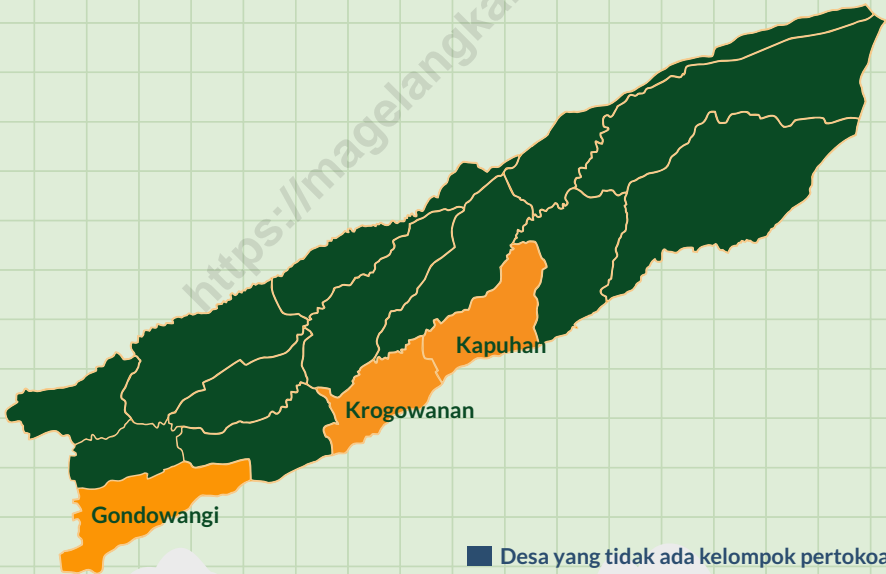 https://magelangka
Kapuhan
Krogowanan
Gondowangi
Desa yang tidak ada kelompok pertokoa